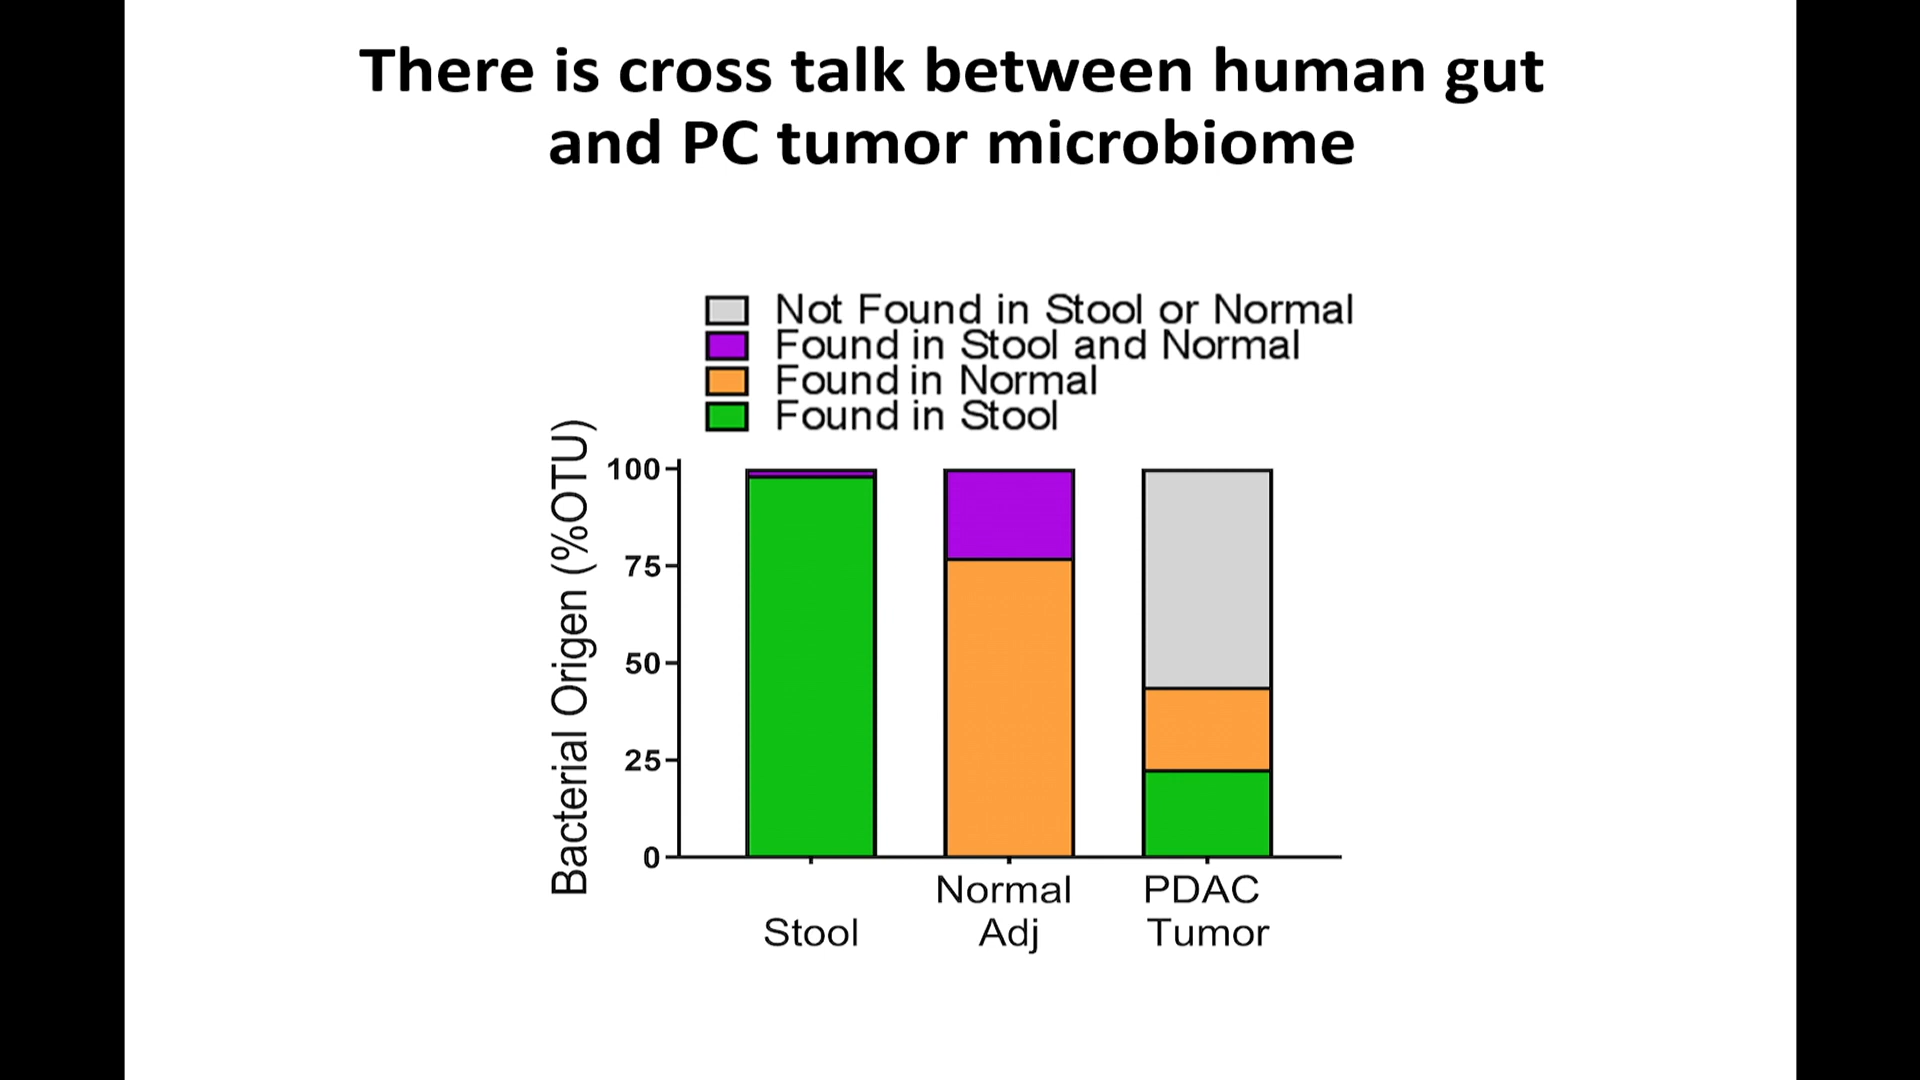 There is cross talk between human gut
and PC tumor microbiome
Not Found in Stool or Normal
Found in Stool and Normal
Found in Normal
Found in Stool
Bacterial Origen (%OTU)
100
75
50
25
0
Stool
Normal
Adj
PDAC
Tumor